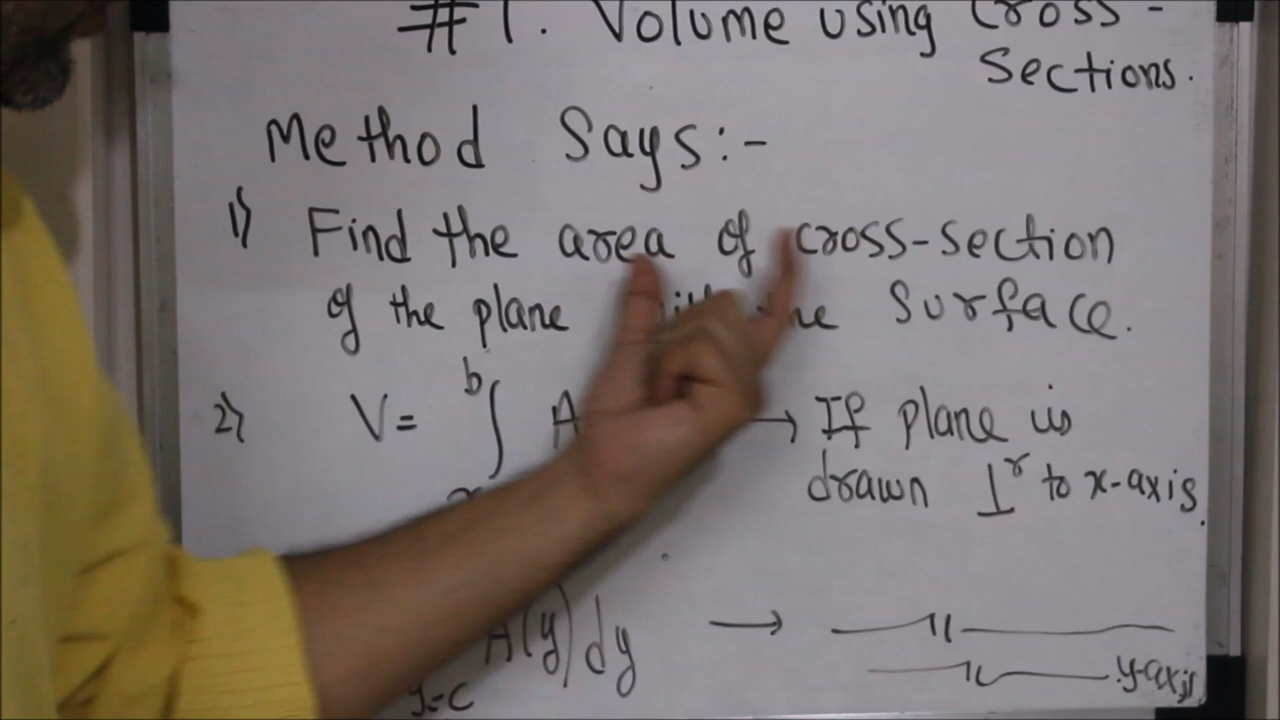 #1. Volume using Cross-
Sections.
Method Says:-
1) Find the area of cross-section
of the plane the Surface.
2) V= b ∫ A → If plane is
drawn ⊥r to x-axis.
A(y)dy → —〃—
y=c —〃— y-axis